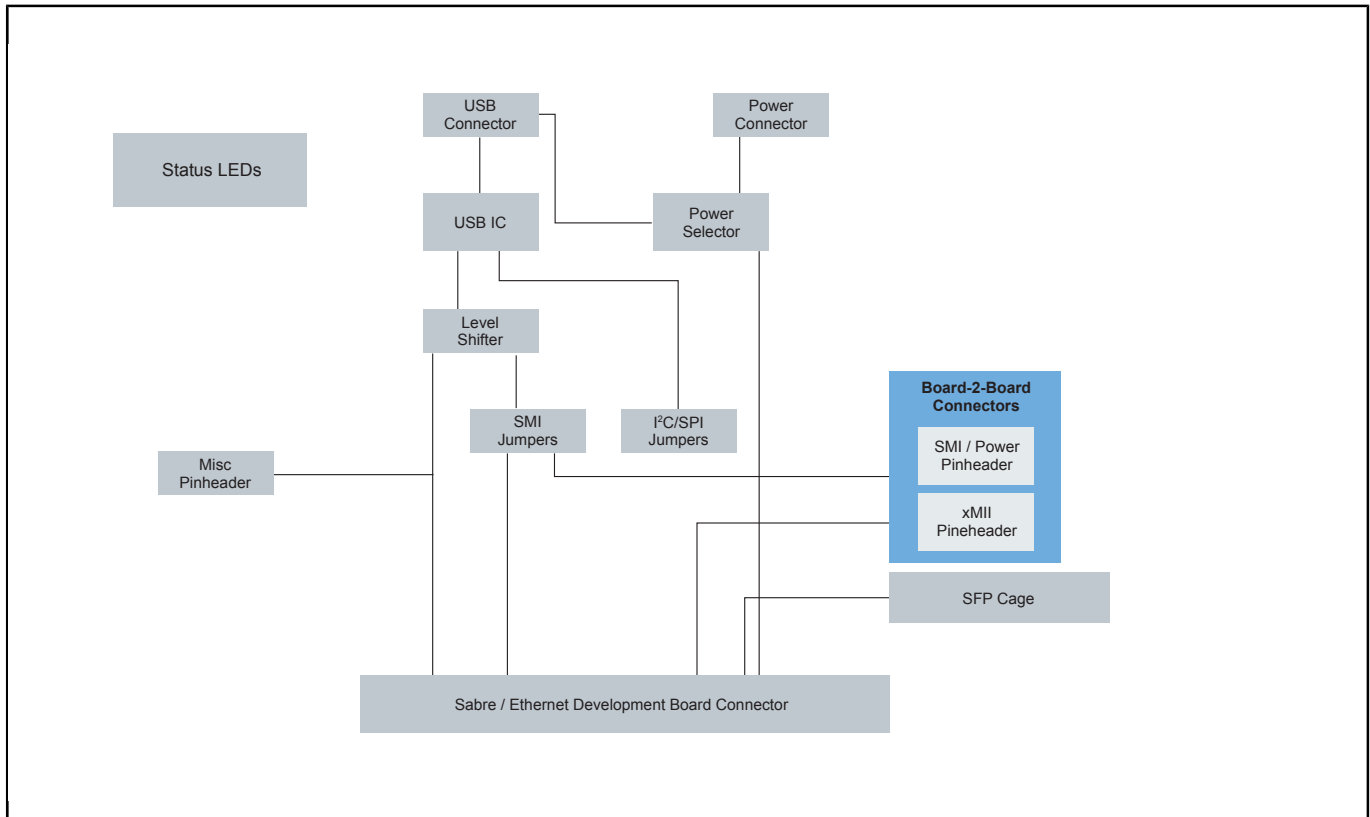 USB
Connector
Power
Connector
Status LEDs
USB IC
Power
Selector
Level
Shifter
Board-2-Board
Connectors
SMI
Jumpers
I²C/SPI
Jumpers
SMI / Power
Pinheader
Misc
Pinheader
xMII
Pineheader
SFP Cage
Sabre / Ethernet Development Board Connector